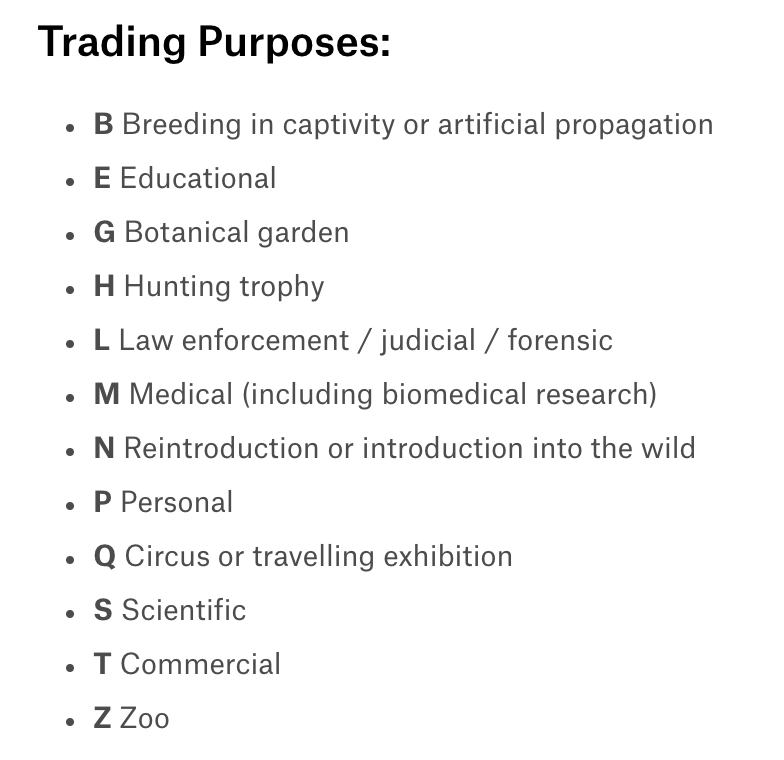 Trading Purposes:
• B Breeding in captivity or artificial propagation
• E Educational
• G Botanical garden
• H Hunting trophy
• L Law enforcement / judicial / forensic
• M Medical (including biomedical research)
• N Reintroduction or introduction into the wild
• P Personal
• Q Circus or travelling exhibition
• S Scientific
• T Commercial
• Z Zoo